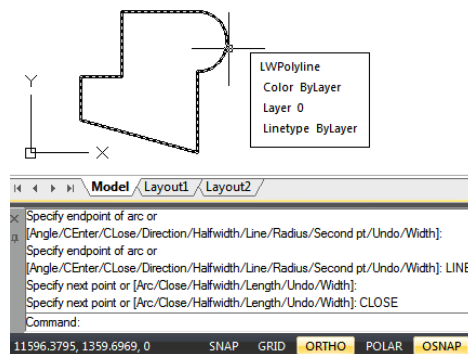 LWPolyline
Color ByLayer
Layer 0
Linetype ByLayer
Y
X
Model Layout1 Layout2
Specify endpoint of arc or
[Angle/CEnter/CLose/Direction/Halfwidth/Line/Radius/Second pt/Undo/Width]:
Specify endpoint of arc or
[Angle/CEnter/CLose/Direction/Halfwidth/Line/Radius/Second pt/Undo/Width]: LINE
Specify next point or [Arc/Close/Halfwidth/Length/Undo/Width]:
Specify next point or [Arc/Close/Halfwidth/Length/Undo/Width]: CLOSE
Command:
11596.3795, 1359.6969, 0 SNAP GRID ORTHO POLAR OSNAP